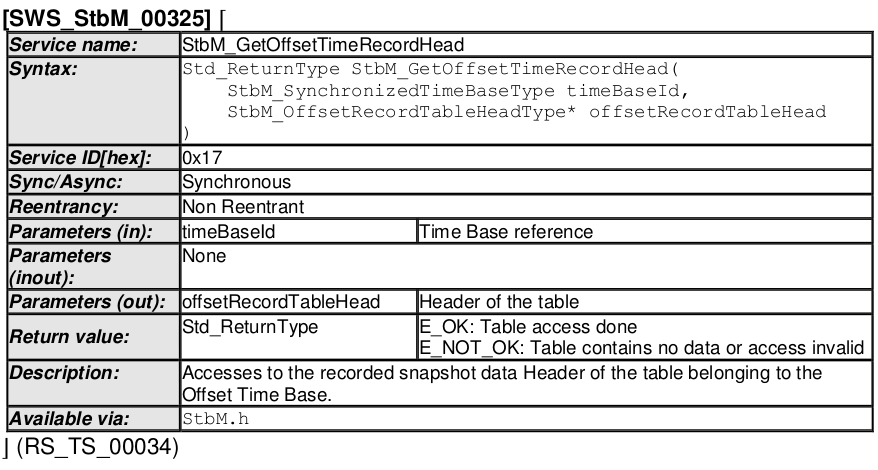 [SWS_StbM_00325] ⌈
Service name: StbM_GetOffsetTimeRecordHead
Syntax: Std_ReturnType StbM_GetOffsetTimeRecordHead(
StbM_SynchronizedTimeBaseType timeBaseId,
StbM_OffsetRecordTableHeadType* offsetRecordTableHead
)
Service ID[hex]: 0x17
Sync/Async: Synchronous
Reentrancy: Non Reentrant
Parameters (in): timeBaseId Time Base reference
Parameters None
(inout):
Parameters (out): offsetRecordTableHead Header of the table
Return value: Std_ReturnType E_OK: Table access done
E_NOT_OK: Table contains no data or access invalid
Description: Accesses to the recorded snapshot data Header of the table belonging to the
Offset Time Base.
Available via: StbM.h
⌋ (RS_TS_00034)